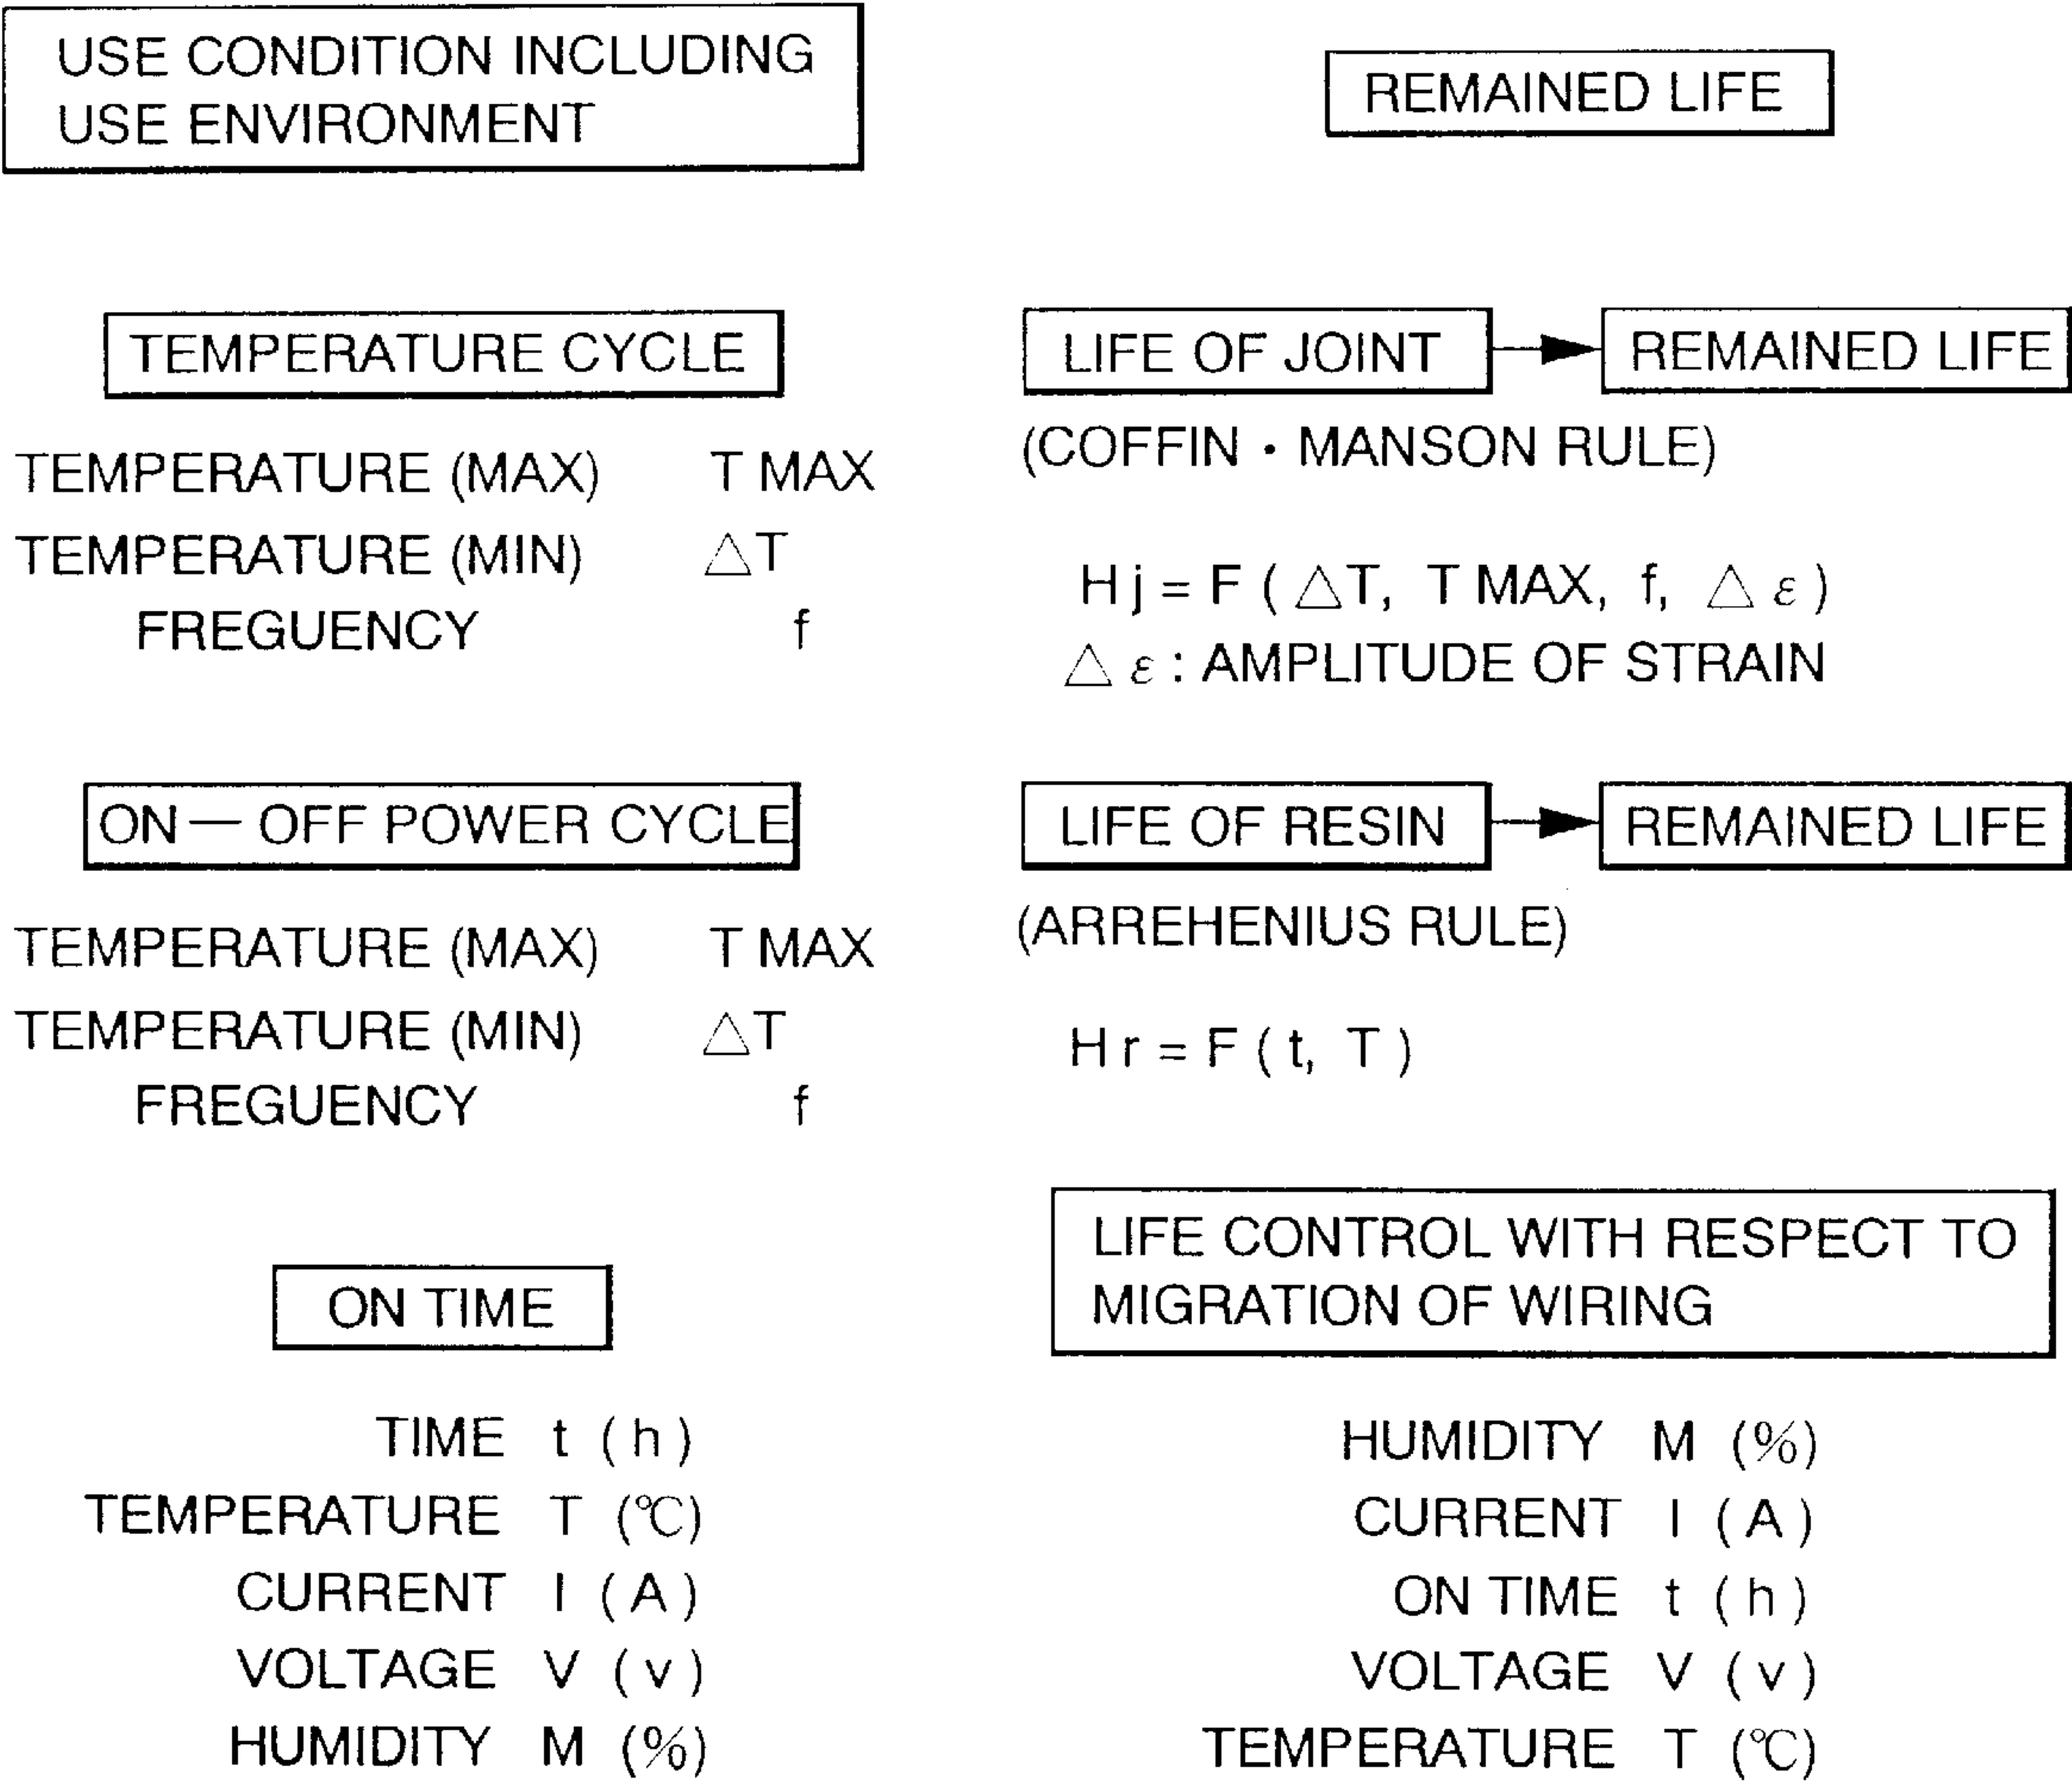 USE CONDITION INCLUDING
USE ENVIRONMENT
TEMPERATURE CYCLE
TEMPERATURE (MAX) T MAX
TEMPERATURE (MIN) △T
FREGUENCY f
ON — OFF POWER CYCLE
TEMPERATURE (MAX) T MAX
TEMPERATURE (MIN) △T
FREGUENCY f
ON TIME
TIME t (h)
TEMPERATURE T (℃)
CURRENT I (A)
VOLTAGE V (v)
HUMIDITY M (%)
REMAINED LIFE
LIFE OF JOINT
REMAINED LIFE
(COFFIN · MANSON RULE)
Hj = F (△T, T MAX, f, △ε)
△ε : AMPLITUDE OF STRAIN
LIFE OF RESIN
REMAINED LIFE
(ARREHENIUS RULE)
Hr = F (t, T)
LIFE CONTROL WITH RESPECT TO
MIGRATION OF WIRING
HUMIDITY M (%)
CURRENT I (A)
ON TIME t (h)
VOLTAGE V (v)
TEMPERATURE T (℃)